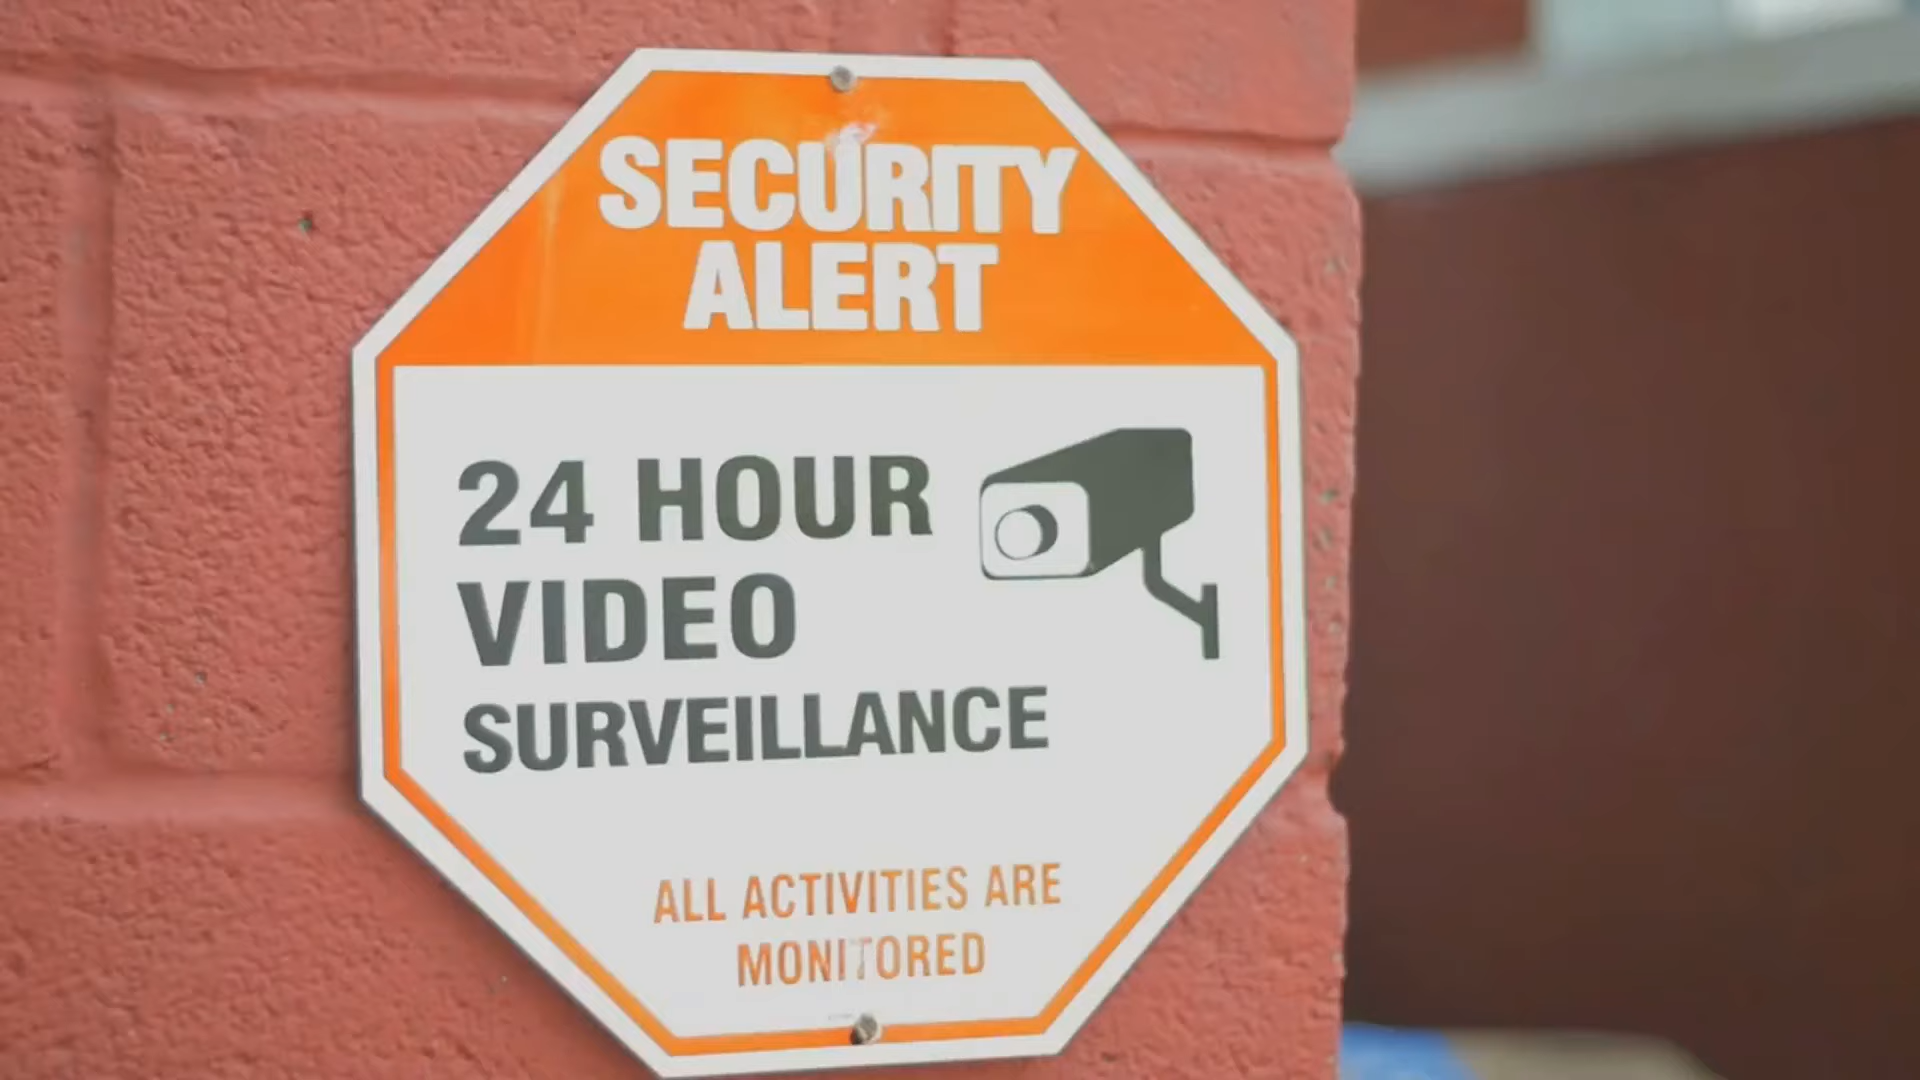 SECURITY
ALERT
24 HOUR
VIDEO
SURVEILLANCE
ALL ACTIVITIES ARE
MONITORED